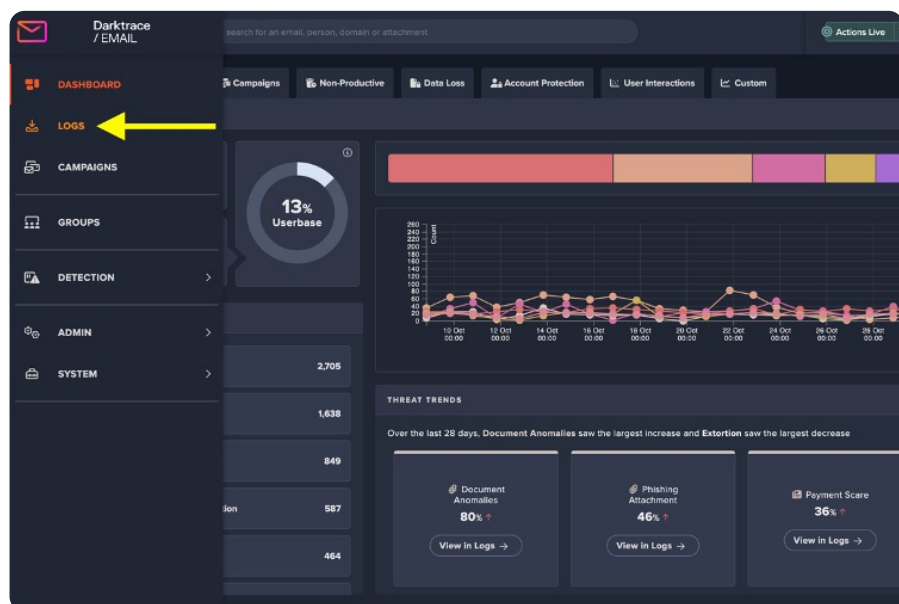 Darktrace
/ EMAIL
search for an email, person, domain or attachment
Actions Live
DASHBOARD
LOGS
CAMPAIGNS
GROUPS
DETECTION
ADMIN
SYSTEM
Campaigns
Non-Productive
Data Loss
Account Protection
User Interactions
Custom
13%
Userbase
2,705
1,638
849
587
464
Count
260
240
220
200
180
160
140
120
100
80
60
40
20
0
10 Oct
00:00
12 Oct
00:00
14 Oct
00:00
16 Oct
00:00
18 Oct
00:00
20 Oct
00:00
22 Oct
00:00
24 Oct
00:00
26 Oct
00:00
28 Oct
00:00
THREAT TRENDS
Over the last 28 days, Document Anomalies saw the largest increase and Extortion saw the largest decrease
Document
Anomalies
80% ↑
View in Logs →
Phishing
Attachment
46% ↑
View in Logs →
Payment Scare
36% ↑
View in Logs →